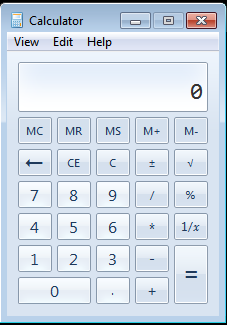 Calculator
View Edit Help
0
MC MR MS M+ M-
← CE C ± √
7 8 9 / %
4 5 6 * 1/x
1 2 3 - =
0 . +